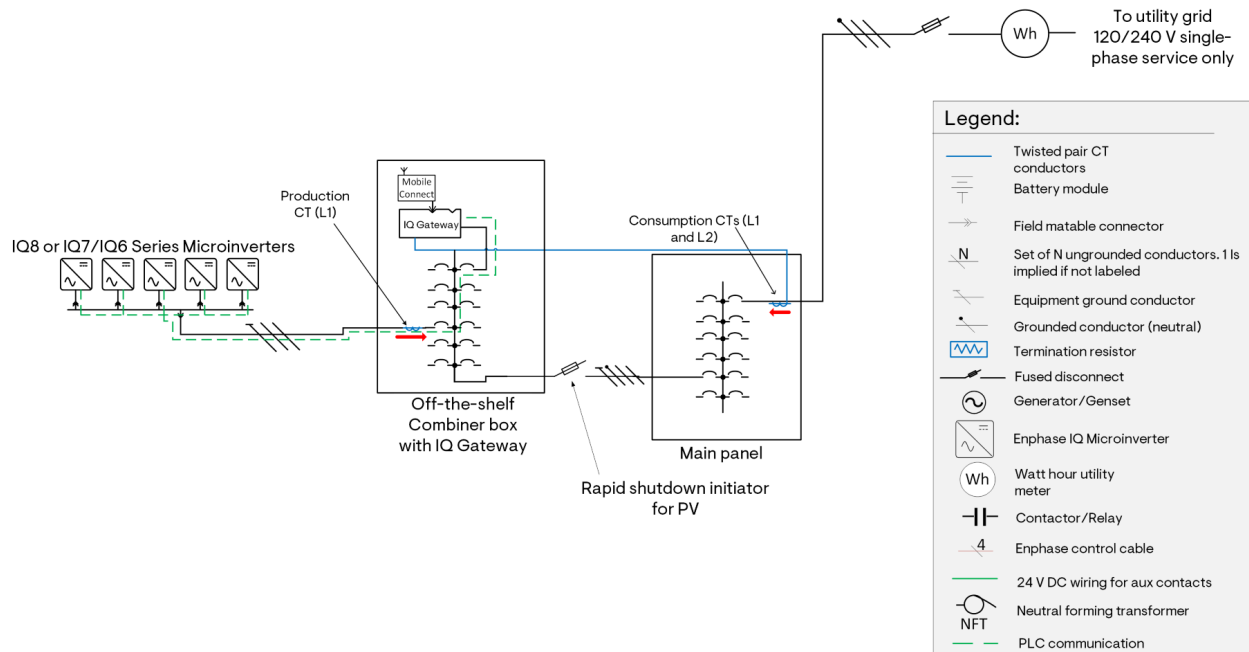 To utility grid
120/240 V single-
phase service only
Wh
Legend:
Twisted pair CT
conductors
Battery module
Field matable connector
N
Set of N ungrounded conductors. 1 Is
implied if not labeled
Equipment ground conductor
Grounded conductor (neutral)
Termination resistor
Fused disconnect
Generator/Genset
Enphase IQ Microinverter
Wh
Watt hour utility
meter
Contactor/Relay
4
Enphase control cable
24 V DC wiring for aux contacts
Neutral forming transformer
NFT
PLC communication
Mobile
Connect
IQ Gateway
Production
CT (L1)
Consumption CTs (L1
and L2)
IQ8 or IQ7/IQ6 Series Microinverters
Off-the-shelf
Combiner box
with IQ Gateway
Main panel
Rapid shutdown initiator
for PV